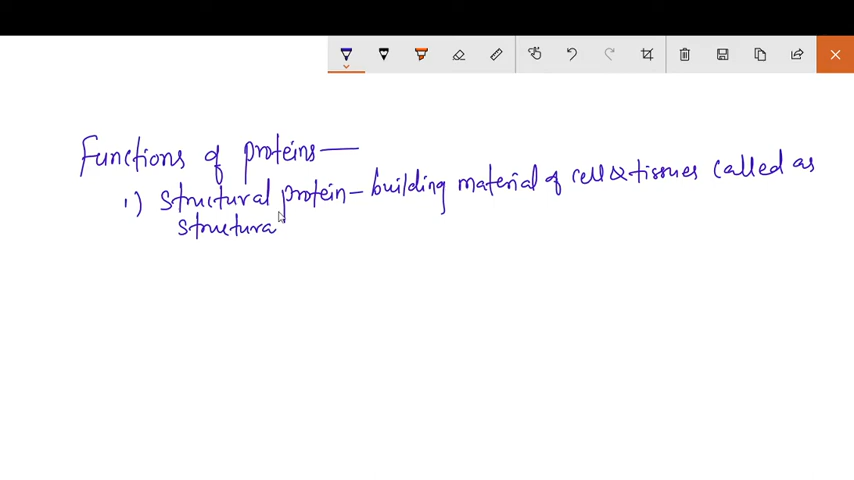 Functions of proteins —
1) Structural protein - building material of cell & tissues called as
structura